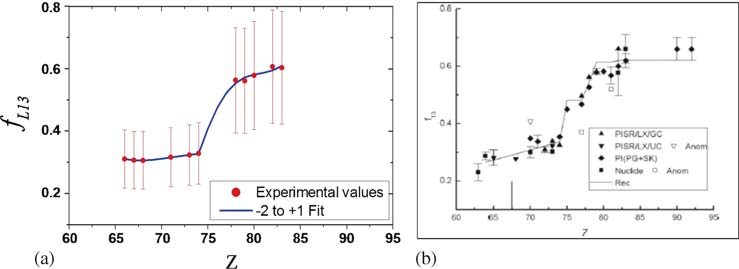 0.8
0.6
0.4
0.2
f_L13
Experimental values
-2 to +1 Fit
60 65 70 75 80 85 90 95
Z
(a)
0.8
0.6
0.4
0.2
f_13
PISR/LX/GC
PISR/LX/UC Anom
PI(PG+SK)
Nuclide Anom
Rec
60 65 70 75 80 85 90 95
Z
(b)